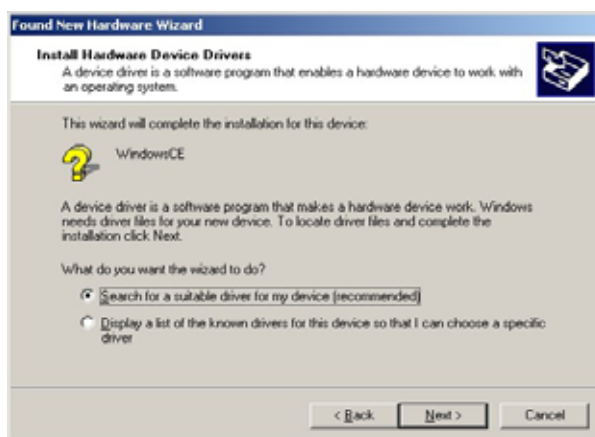 Found New Hardware Wizard
Install Hardware Device Drivers
A device driver is a software program that enables a hardware device to work with
an operating system.
This wizard will complete the installation for this device:
WindowsCE
A device driver is a software program that makes a hardware device work. Windows
needs driver files for your new device. To locate driver files and complete the
installation click Next.
What do you want the wizard to do?
Search for a suitable driver for my device (recommended)
Display a list of the known drivers for this device so that I can choose a specific
driver
< Back Next > Cancel